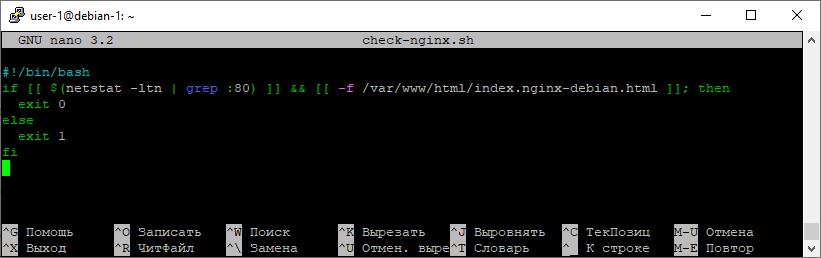 user-1@debian-1: ~
GNU nano 3.2 check-nginx.sh
#!/bin/bash
if [[ $(netstat -ltn | grep :80) ]] && [[ -f /var/www/html/index.nginx-debian.html ]]; then
  exit 0
else
  exit 1
fi
^G Помощь ^O Записать ^W Поиск ^K Вырезать ^J Выровнять ^C ТекПозиц M-U Отмена
^X Выход ^R ЧитФайл ^\ Замена ^U Отмен. выре ^T Словарь ^_ К строке M-E Повтор